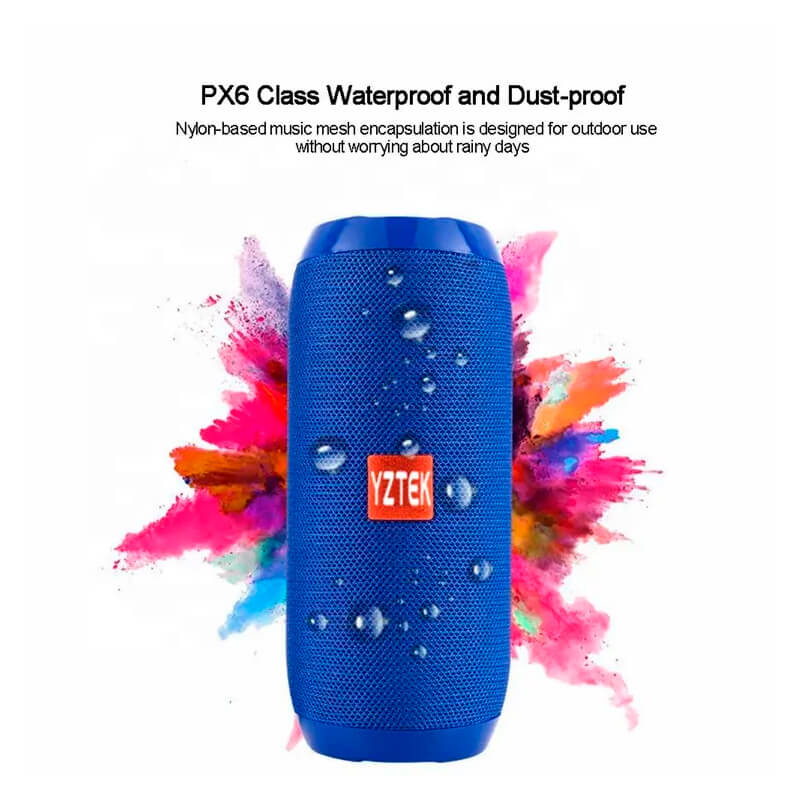 PX6 Class Waterproof and Dust-proof
Nylon-based music mesh encapsulation is designed for outdoor use
without worrying about rainy days
YZTEK